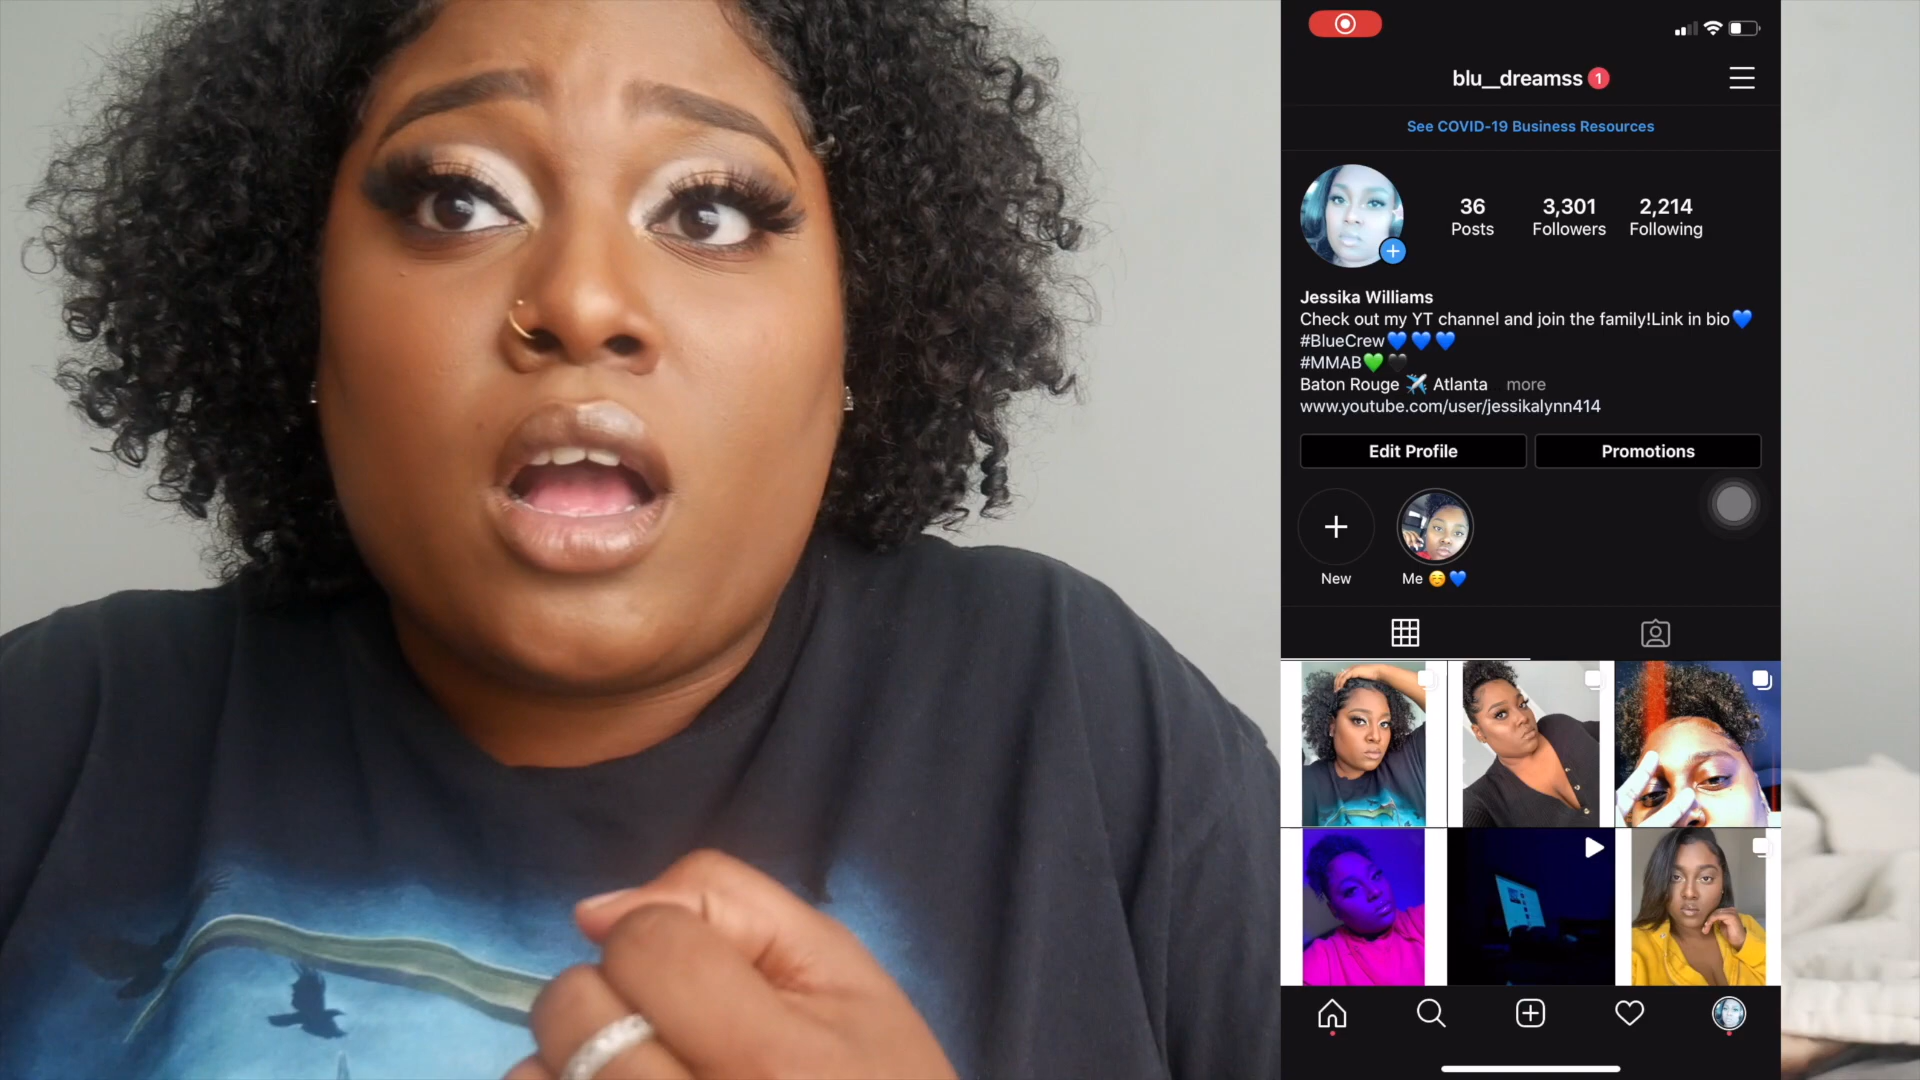 blu__dreamss 1
See COVID-19 Business Resources
36 3,301 2,214
Posts Followers Following
Jessika Williams
Check out my YT channel and join the family!Link in bio💙
#BlueCrew💙💙💙
#MMAB💚🖤
Baton Rouge ✈️ Atlanta more
www.youtube.com/user/jessikalynn414
Edit Profile Promotions
New Me ☺️💙